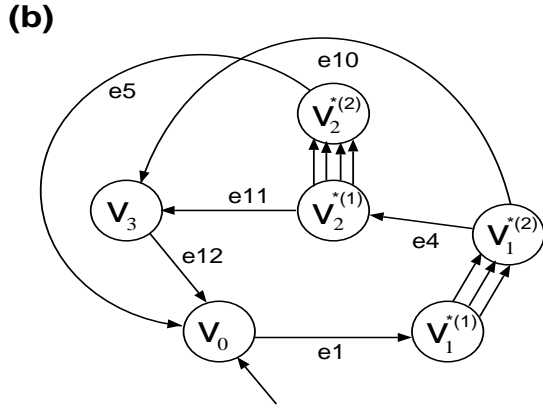 (b)
e10
e5
V₂*⁽²⁾
e11
V₂*⁽¹⁾
V₃
e4
V₁*⁽²⁾
e12
V₀
e1
V₁*⁽¹⁾